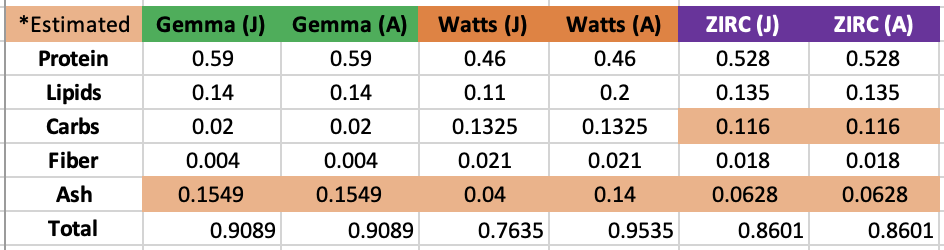 *Estimated Gemma (J) Gemma (A) Watts (J) Watts (A) ZIRC (J) ZIRC (A)
Protein 0.59 0.59 0.46 0.46 0.528 0.528
Lipids 0.14 0.14 0.11 0.2 0.135 0.135
Carbs 0.02 0.02 0.1325 0.1325 0.116 0.116
Fiber 0.004 0.004 0.021 0.021 0.018 0.018
Ash 0.1549 0.1549 0.04 0.14 0.0628 0.0628
Total 0.9089 0.9089 0.7635 0.9535 0.8601 0.8601